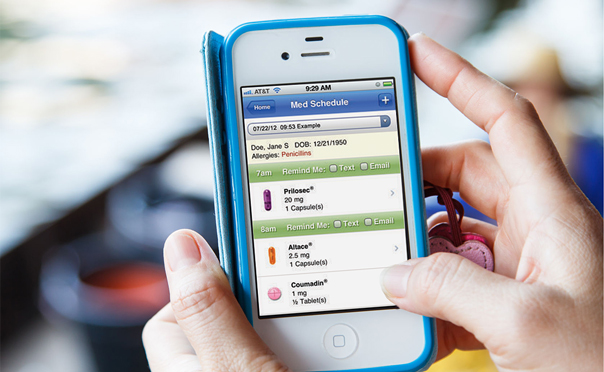 AT&T 9:29 AM
Home Med Schedule +
07/22/12 09:53 Example
Doe, Jane S DOB: 12/21/1950
Allergies: Penicillins
7am Remind Me: Text Email
Prilosec®
20 mg
1 Capsule(s)
8am Remind Me: Text Email
Altace®
2.5 mg
1 Capsule(s)
Coumadin®
1 mg
½ Tablet(s)